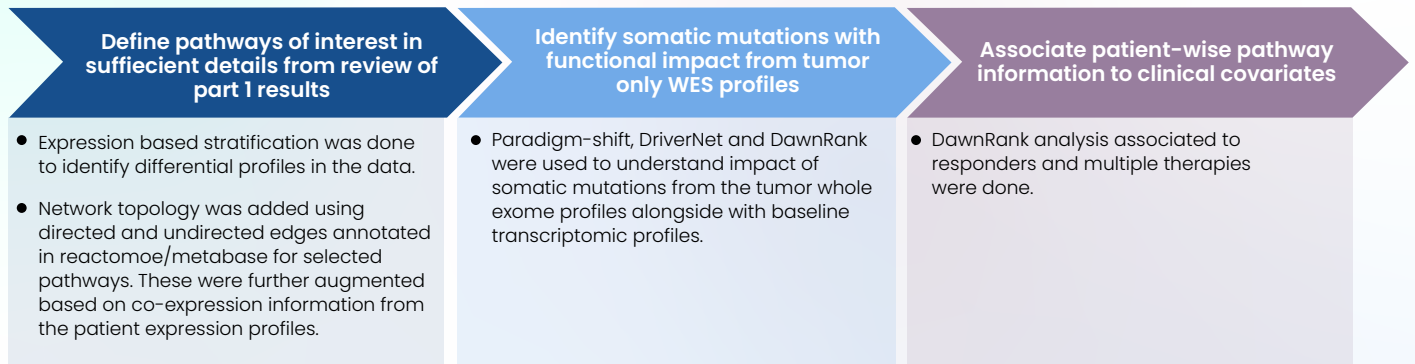 Define pathways of interest in
suffiecient details from review of
part 1 results
● Expression based stratification was done
to identify differential profiles in the data.
● Network topology was added using
directed and undirected edges annotated
in reactomoe/metabase for selected
pathways. These were further augmented
based on co-expression information from
the patient expression profiles.
Identify somatic mutations with
functional impact from tumor
only WES profiles
● Paradigm-shift, DriverNet and DawnRank
were used to understand impact of
somatic mutations from the tumor whole
exome profiles alongside with baseline
transcriptomic profiles.
Associate patient-wise pathway
information to clinical covariates
● DawnRank analysis associated to
responders and multiple therapies
were done.